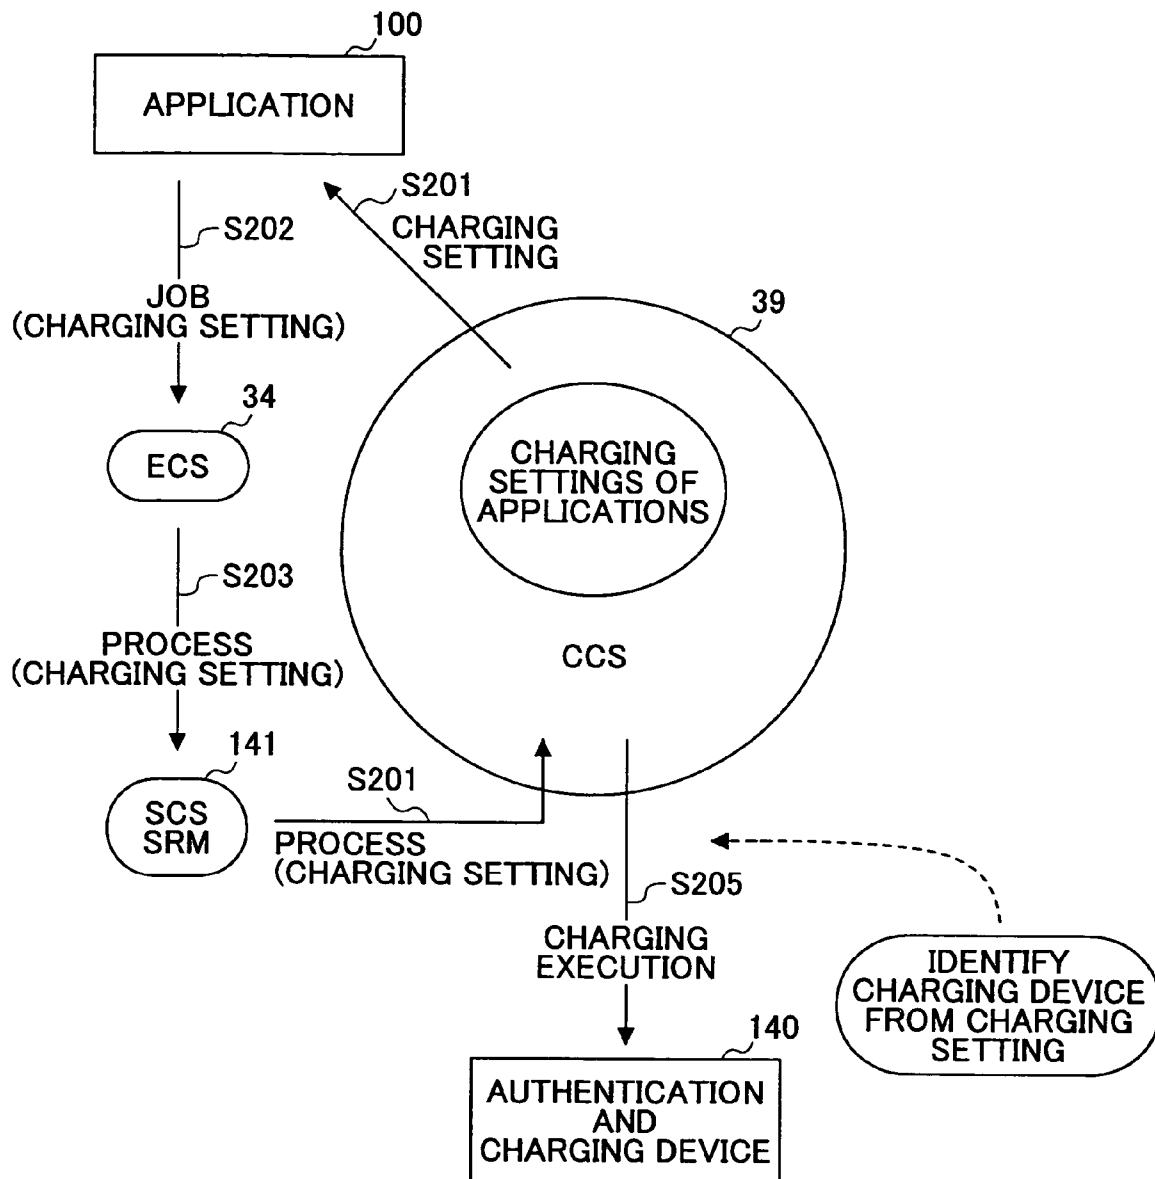 100
APPLICATION
S201
CHARGING
SETTING
S202
JOB
(CHARGING SETTING)
39
34
ECS
CHARGING
SETTINGS OF
APPLICATIONS
S203
PROCESS
(CHARGING SETTING)
CCS
141
SCS
SRM
S201
PROCESS
(CHARGING SETTING)
S205
CHARGING
EXECUTION
IDENTIFY
CHARGING DEVICE
FROM CHARGING
SETTING
140
AUTHENTICATION
AND
CHARGING DEVICE